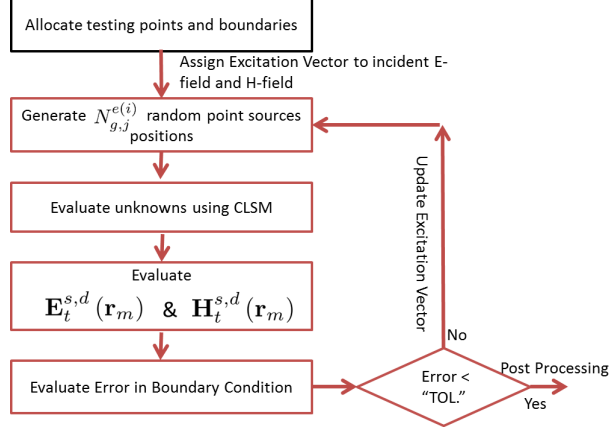 Allocate testing points and boundaries
Assign Excitation Vector to incident E-
field and H-field
Generate N_{g,j}^{e(i)} random point sources
positions
Evaluate unknowns using CLSM
Evaluate
E_t^{s,d} (r_m) & H_t^{s,d} (r_m)
Evaluate Error in Boundary Condition
Error <
“TOL.”
No
Update Excitation Vector
Post Processing
Yes